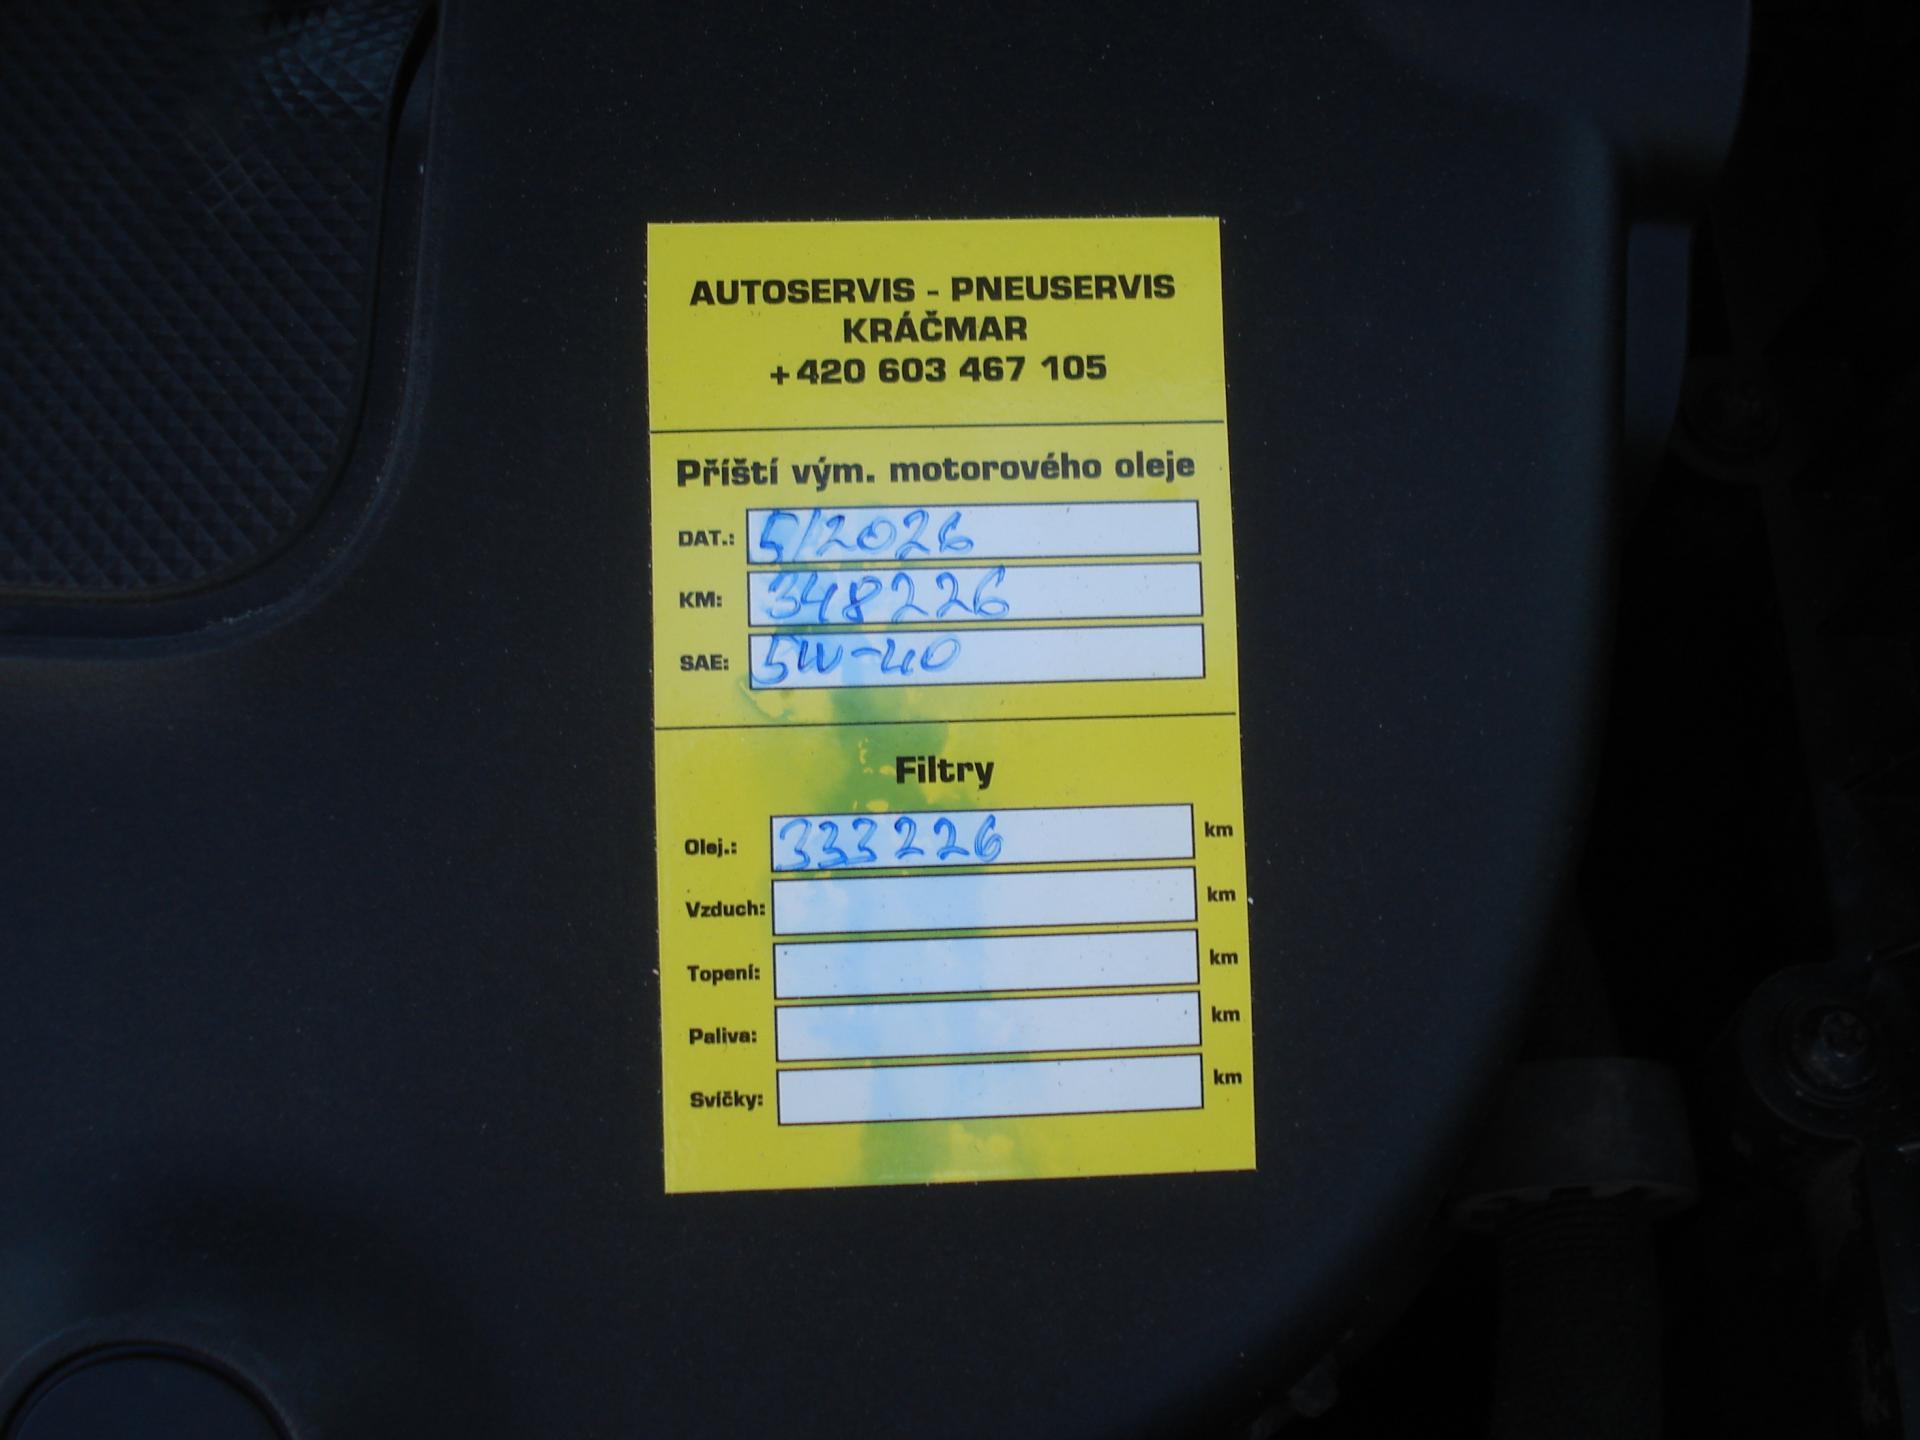 AUTOSERVIS - PNEUSERVIS
KRÁČMAR
+420 603 467 105
Příští vým. motorového oleje
DAT.: 5/2026
KM: 348226
SAE: 5W-40
Filtry
Olej.: 333226 km
Vzduch: km
Topení: km
Paliva: km
Svíčky: km